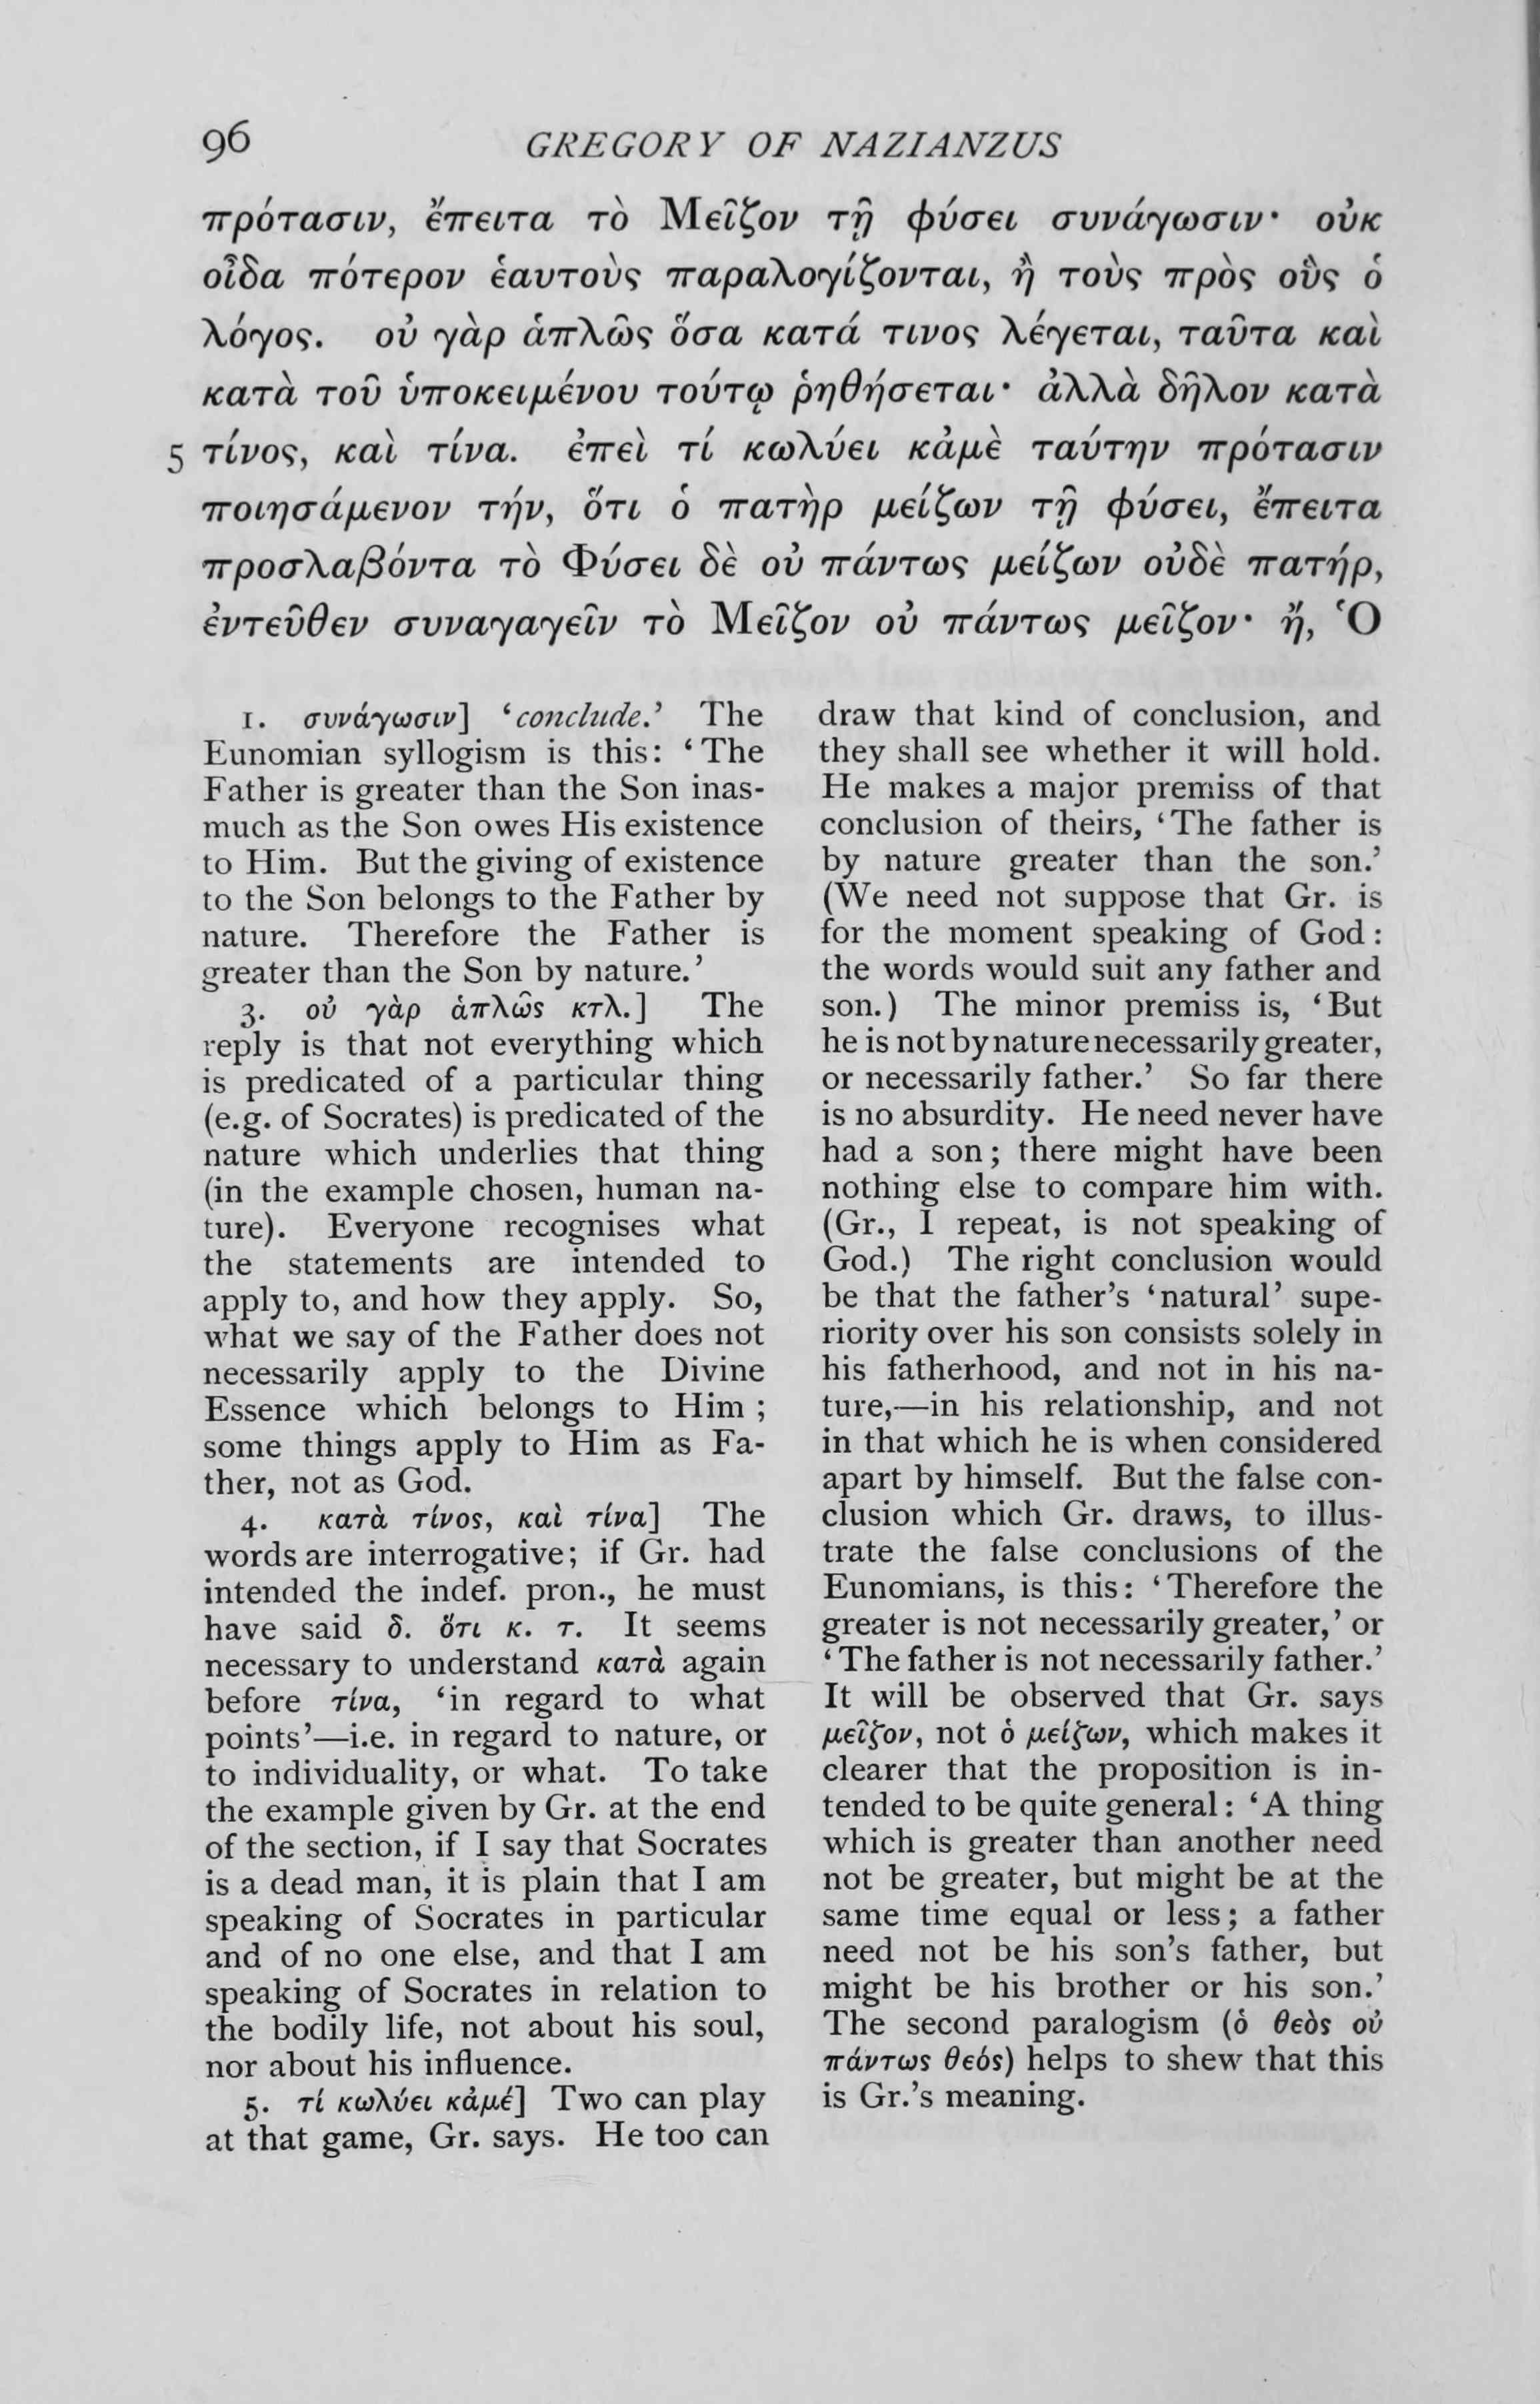 96 GREGORY OF NAZIANZUS
πρότασιν, ἔπειτα τὸ Μεῖζον τῇ φύσει συνάγωσιν· οὐκ
οἶδα πότερον ἑαυτοὺς παραλογίζονται, ἢ τοὺς πρὸς οὓς ὁ
λόγος. οὐ γὰρ ἁπλῶς ὅσα κατά τινος λέγεται, ταῦτα καὶ
κατὰ τοῦ ὑποκειμένου τούτῳ ῥηθήσεται· ἀλλὰ δῆλον κατὰ
5 τίνος, καὶ τίνα. ἐπεὶ τί κωλύει κἀμὲ ταύτην πρότασιν
ποιησάμενον τήν, ὅτι ὁ πατὴρ μείζων τῇ φύσει, ἔπειτα
προσλαβόντα τὸ Φύσει δὲ οὐ πάντως μείζων οὐδὲ πατήρ,
ἐντεῦθεν συναγαγεῖν τὸ Μεῖζον οὐ πάντως μεῖζον· ἤ, Ὁ
1. συνάγωσιν] ‘conclude.’ The
Eunomian syllogism is this: ‘The
Father is greater than the Son inas-
much as the Son owes His existence
to Him. But the giving of existence
to the Son belongs to the Father by
nature. Therefore the Father is
greater than the Son by nature.’
3. οὐ γὰρ ἁπλῶς κτλ.] The
reply is that not everything which
is predicated of a particular thing
(e.g. of Socrates) is predicated of the
nature which underlies that thing
(in the example chosen, human na-
ture). Everyone recognises what
the statements are intended to
apply to, and how they apply. So,
what we say of the Father does not
necessarily apply to the Divine
Essence which belongs to Him;
some things apply to Him as Fa-
ther, not as God.
4. κατὰ τίνος, καὶ τίνα] The
words are interrogative; if Gr. had
intended the indef. pron., he must
have said δ. ὅτι κ. τ. It seems
necessary to understand κατὰ again
before τίνα, ‘in regard to what
points’—i.e. in regard to nature, or
to individuality, or what. To take
the example given by Gr. at the end
of the section, if I say that Socrates
is a dead man, it is plain that I am
speaking of Socrates in particular
and of no one else, and that I am
speaking of Socrates in relation to
the bodily life, not about his soul,
nor about his influence.
5. τί κωλύει κἀμέ] Two can play
at that game, Gr. says. He too can
draw that kind of conclusion, and
they shall see whether it will hold.
He makes a major premiss of that
conclusion of theirs, ‘The father is
by nature greater than the son.’
(We need not suppose that Gr. is
for the moment speaking of God:
the words would suit any father and
son.) The minor premiss is, ‘But
he is not by nature necessarily greater,
or necessarily father.’ So far there
is no absurdity. He need never have
had a son; there might have been
nothing else to compare him with.
(Gr., I repeat, is not speaking of
God.) The right conclusion would
be that the father’s ‘natural’ supe-
riority over his son consists solely in
his fatherhood, and not in his na-
ture,—in his relationship, and not
in that which he is when considered
apart by himself. But the false con-
clusion which Gr. draws, to illus-
trate the false conclusions of the
Eunomians, is this: ‘Therefore the
greater is not necessarily greater,’ or
‘The father is not necessarily father.’
It will be observed that Gr. says
μεῖζον, not ὁ μείζων, which makes it
clearer that the proposition is in-
tended to be quite general: ‘A thing
which is greater than another need
not be greater, but might be at the
same time equal or less; a father
need not be his son’s father, but
might be his brother or his son.’
The second paralogism (ὁ θεὸς οὐ
πάντως θεός) helps to shew that this
is Gr.’s meaning.